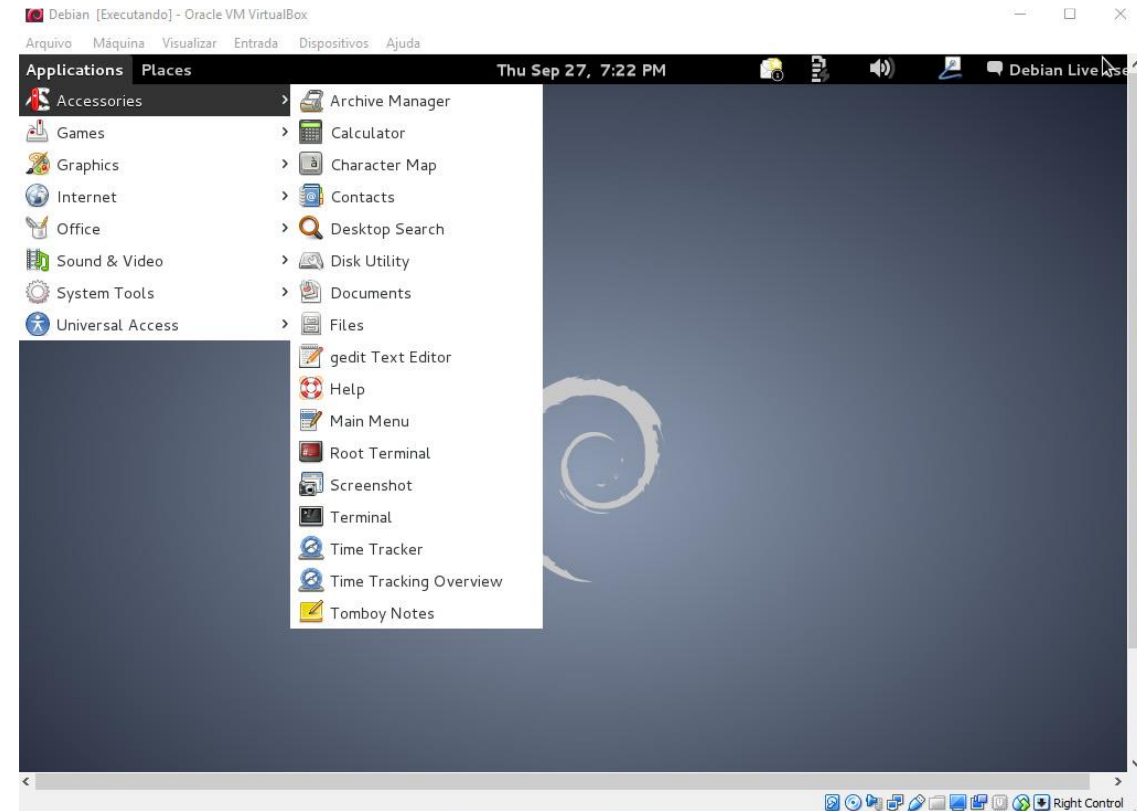 Debian [Executando] - Oracle VM VirtualBox
Arquivo Máquina Visualizar Entrada Dispositivos Ajuda
Applications Places Thu Sep 27, 7:22 PM Debian Live
Accessories
Games
Graphics
Internet
Office
Sound & Video
System Tools
Universal Access
Archive Manager
Calculator
Character Map
Contacts
Desktop Search
Disk Utility
Documents
Files
gedit Text Editor
Help
Main Menu
Root Terminal
Screenshot
Terminal
Time Tracker
Time Tracking Overview
Tomboy Notes
Right Control